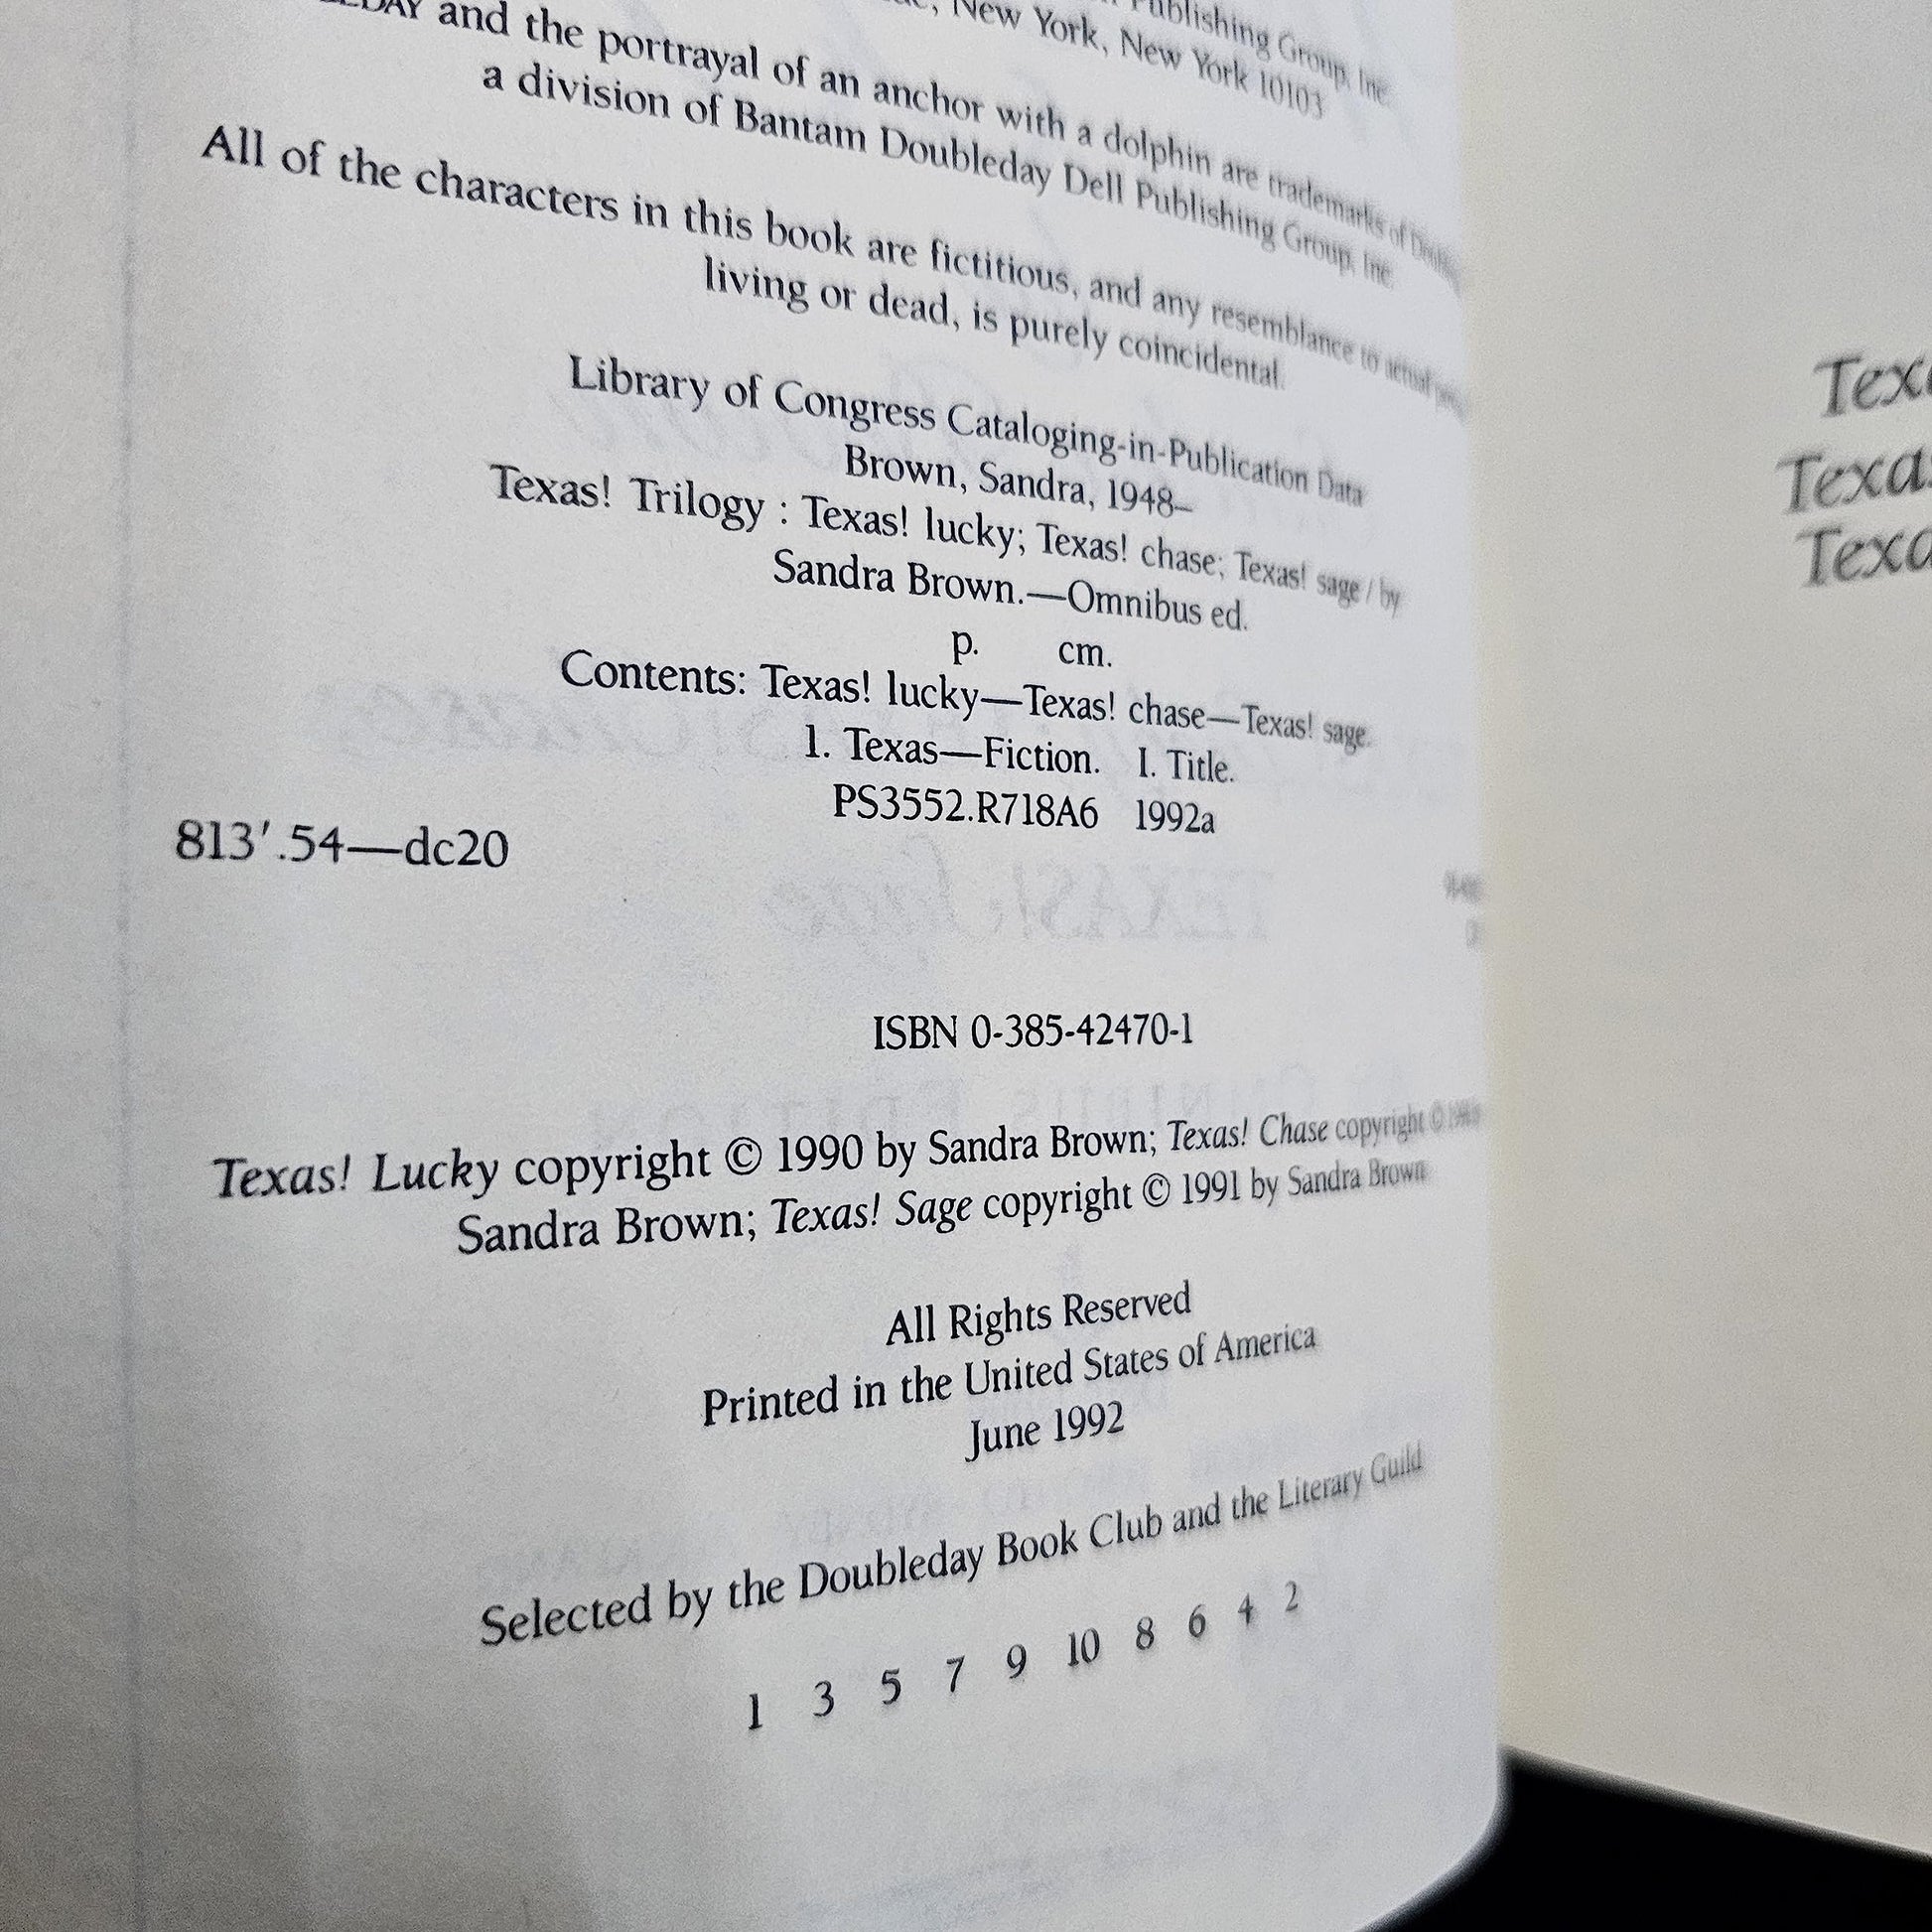 Publishing Group, Inc.
New York, New York 10103
and the portrayal of an anchor with a dolphin are trademarks of
a division of Bantam Doubleday Dell Publishing Group, Inc.
All of the characters in this book are fictitious, and any resemblance to actual
living or dead, is purely coincidental.
Library of Congress Cataloging-in-Publication Data
Brown, Sandra, 1948–
Texas! Trilogy : Texas! lucky; Texas! chase; Texas! sage / by
Sandra Brown.—Omnibus ed.
p. cm.
Contents: Texas! lucky—Texas! chase—Texas! sage.
1. Texas—Fiction. I. Title.
PS3552.R718A6 1992a
813′.54—dc20
ISBN 0-385-42470-1
Texas! Lucky copyright © 1990 by Sandra Brown; Texas! Chase copyright ©
Sandra Brown; Texas! Sage copyright © 1991 by Sandra Brown
All Rights Reserved
Printed in the United States of America
June 1992
Selected by the Doubleday Book Club and the Literary Guild
1 3 5 7 9 10 8 6 4 2